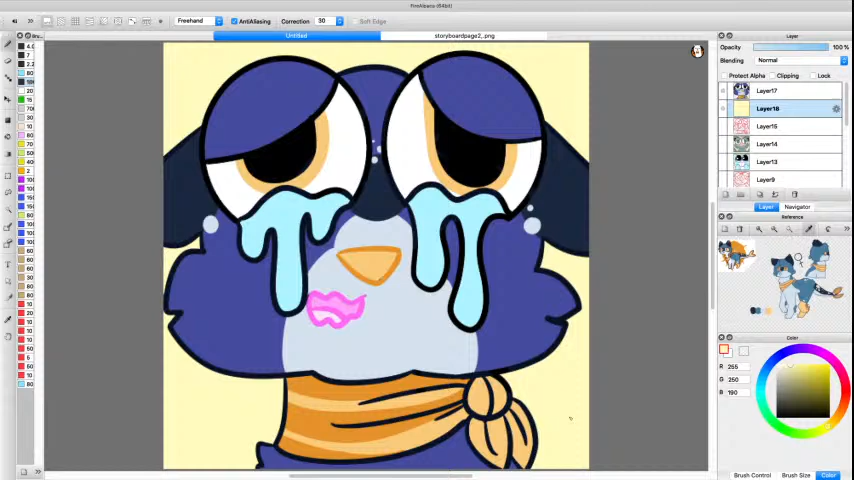 FireAlpaca (64bit)
Freehand AntiAliasing Correction 30 Soft Edge
Untitled storyboardpage2_.png
Layer
Opacity 100 %
Blending Normal
Protect Alpha Clipping Lock
Layer17
Layer18
Layer15
Layer14
Layer13
Layer9
Layer Navigator
Reference
Color
R 255
G 250
B 190
Brush Control Brush Size Color